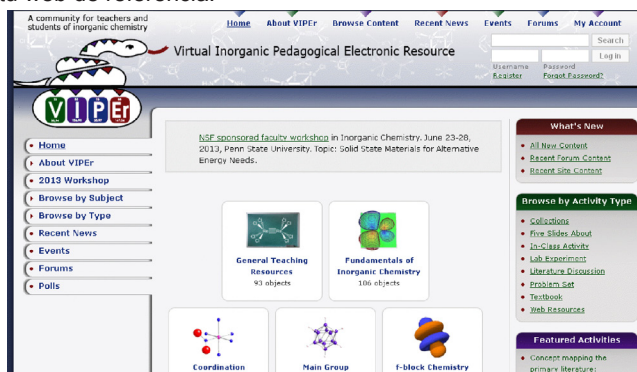 tu web de referencia.
A community for teachers and
students of inorganic chemistry
Home About VIPEr Browse Content Recent News Events Forums My Account
Search
Virtual Inorganic Pedagogical Electronic Resource
Log in
Username Password
Register Forgot Password?
VIPEr
Home
About VIPEr
2013 Workshop
Browse by Subject
Browse by Type
Recent News
Events
Forums
Polls
NSF sponsored faculty workshop in Inorganic Chemistry. June 23-28,
2013, Penn State University. Topic: Solid State Materials for Alternative
Energy Needs.
General Teaching
Resources
93 objects
Fundamentals of
Inorganic Chemistry
106 objects
Coordination
Main Group
f-block Chemistry
What's New
All New Content
Recent Forum Content
Recent Site Content
Browse by Activity Type
Collections
Five Slides About
In-Class Activity
Lab Experiment
Literature Discussion
Problem Set
Textbook
Web Resources
Featured Activities
Concept mapping the
primary literature: